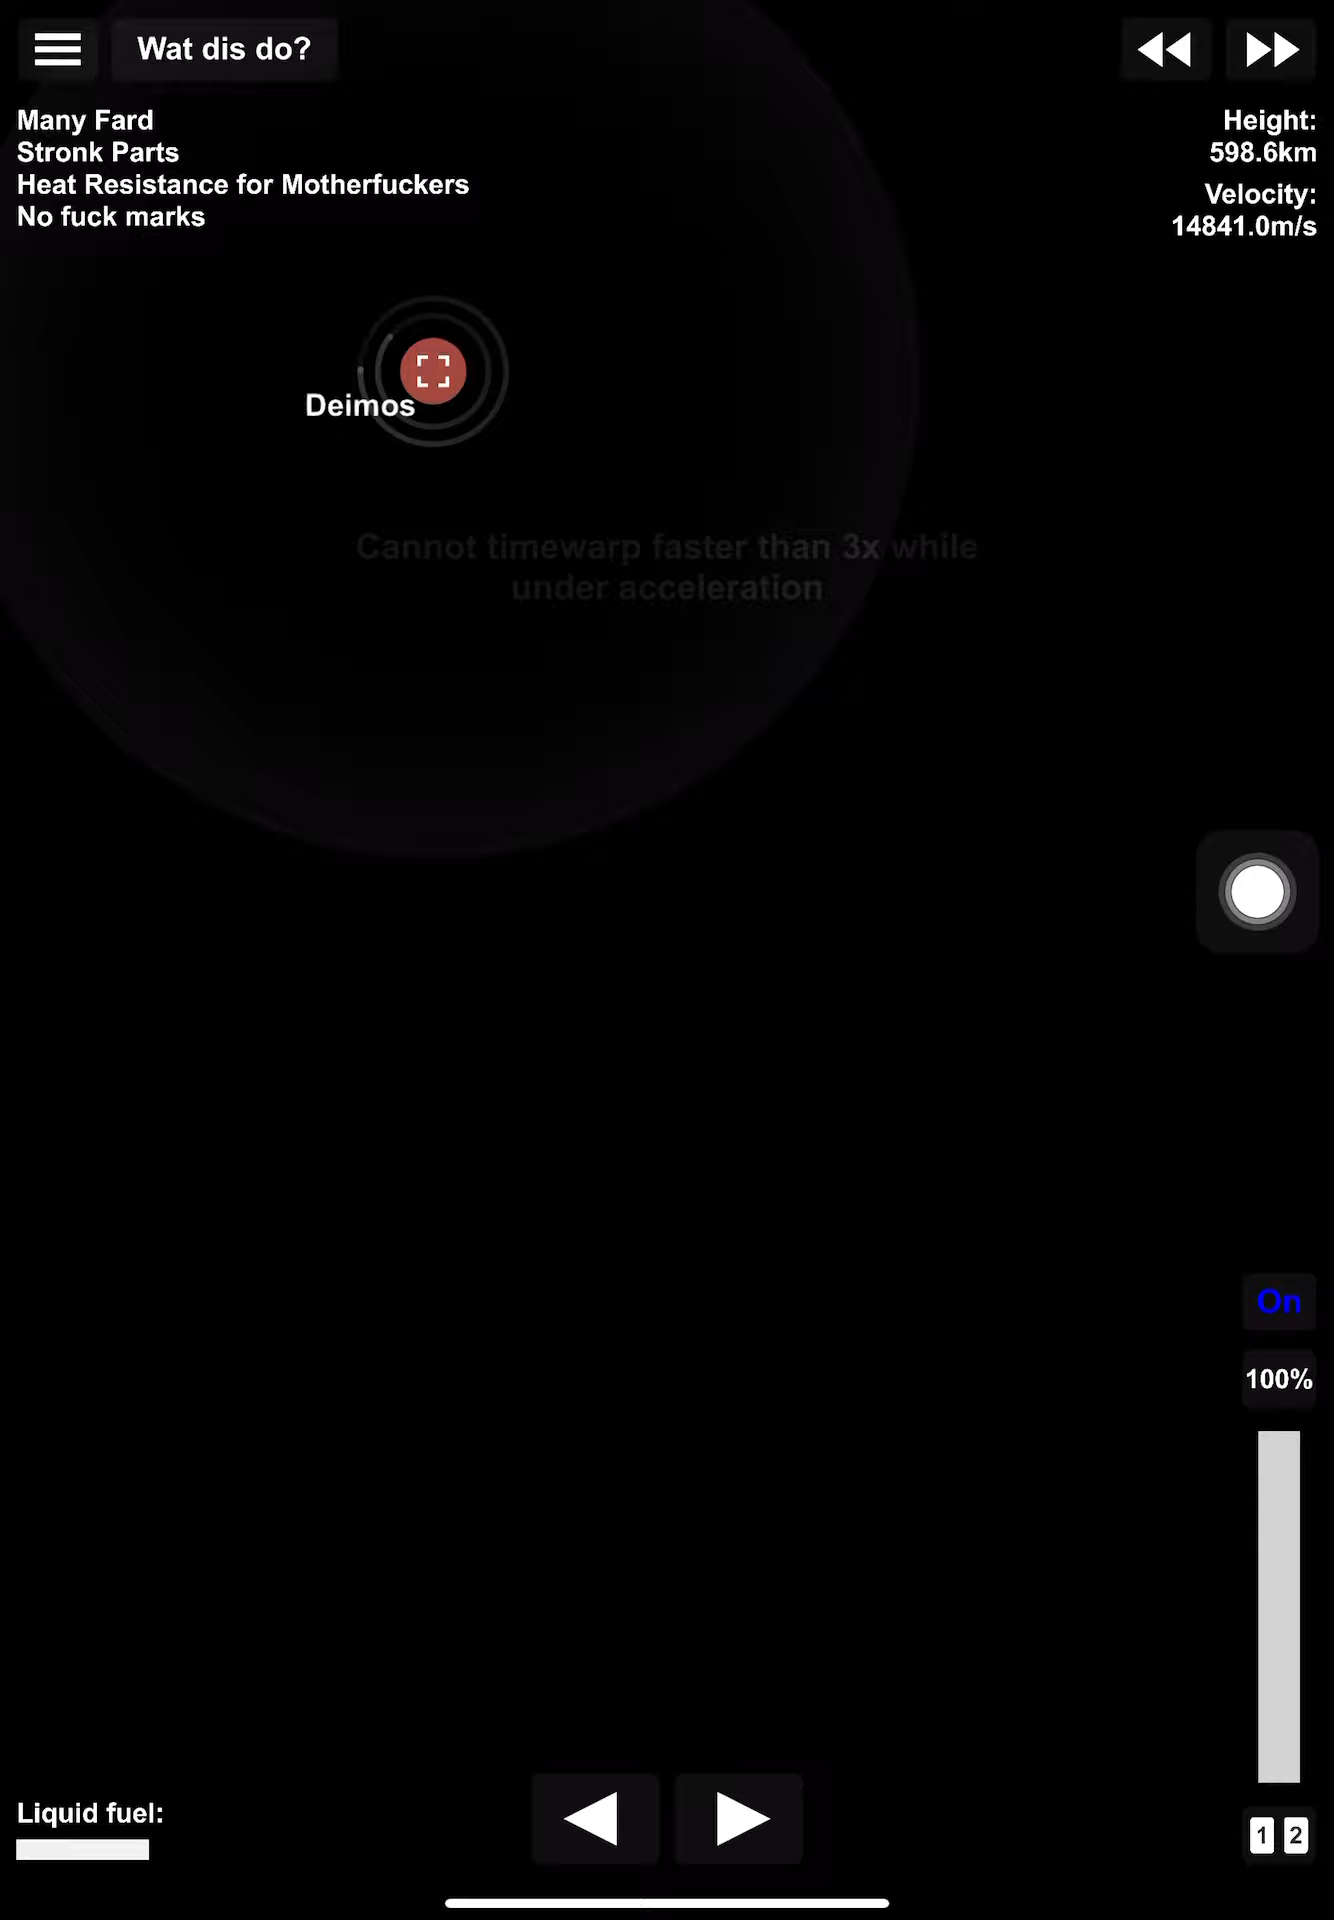 Wat dis do?
Many Fard
Stronk Parts
Heat Resistance for Motherfuckers
No fuck marks
Height:
598.6km
Velocity:
14841.0m/s
Deimos
Cannot timewarp faster than 3x while
under acceleration
On
100%
Liquid fuel:
1 2